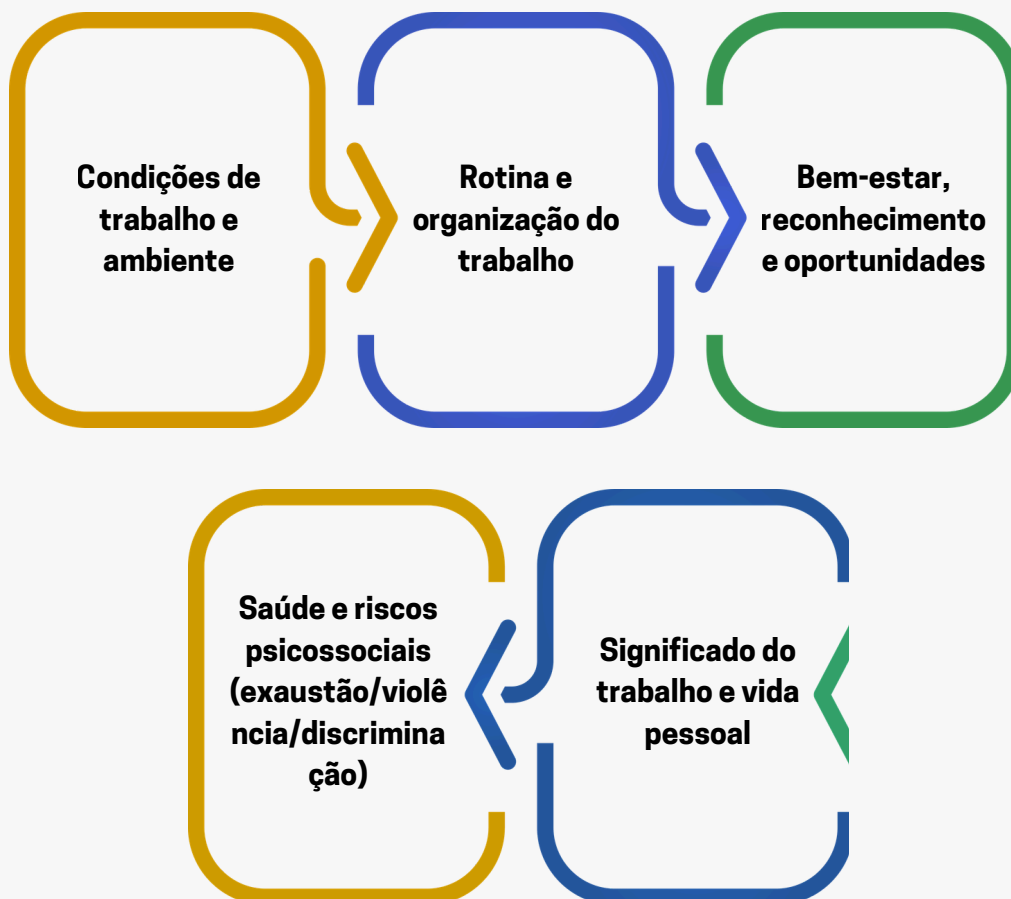 Condições de
trabalho e
ambiente
Rotina e
organização do
trabalho
Bem-estar,
reconhecimento
e oportunidades
Saúde e riscos
psicossociais
(exaustão/violê
ncia/discrimina
ção)
Significado do
trabalho e vida
pessoal